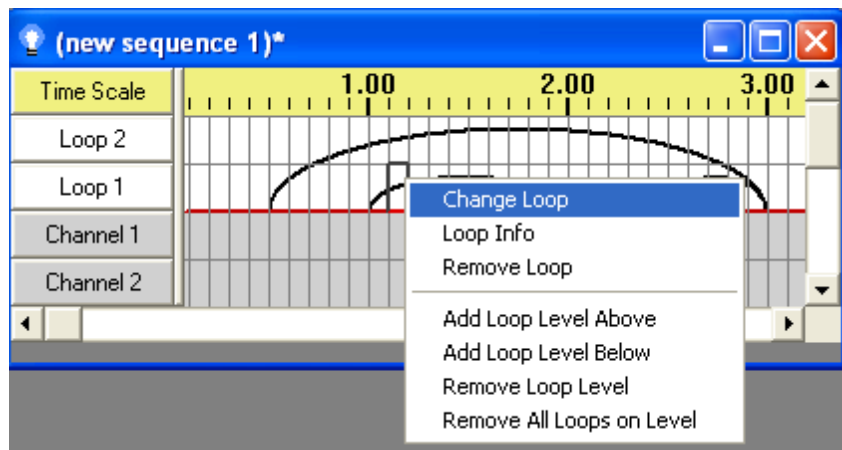 (new sequence 1)*
Time Scale 1.00 2.00 3.00
Loop 2
Loop 1
Channel 1
Channel 2
Change Loop
Loop Info
Remove Loop
Add Loop Level Above
Add Loop Level Below
Remove Loop Level
Remove All Loops on Level